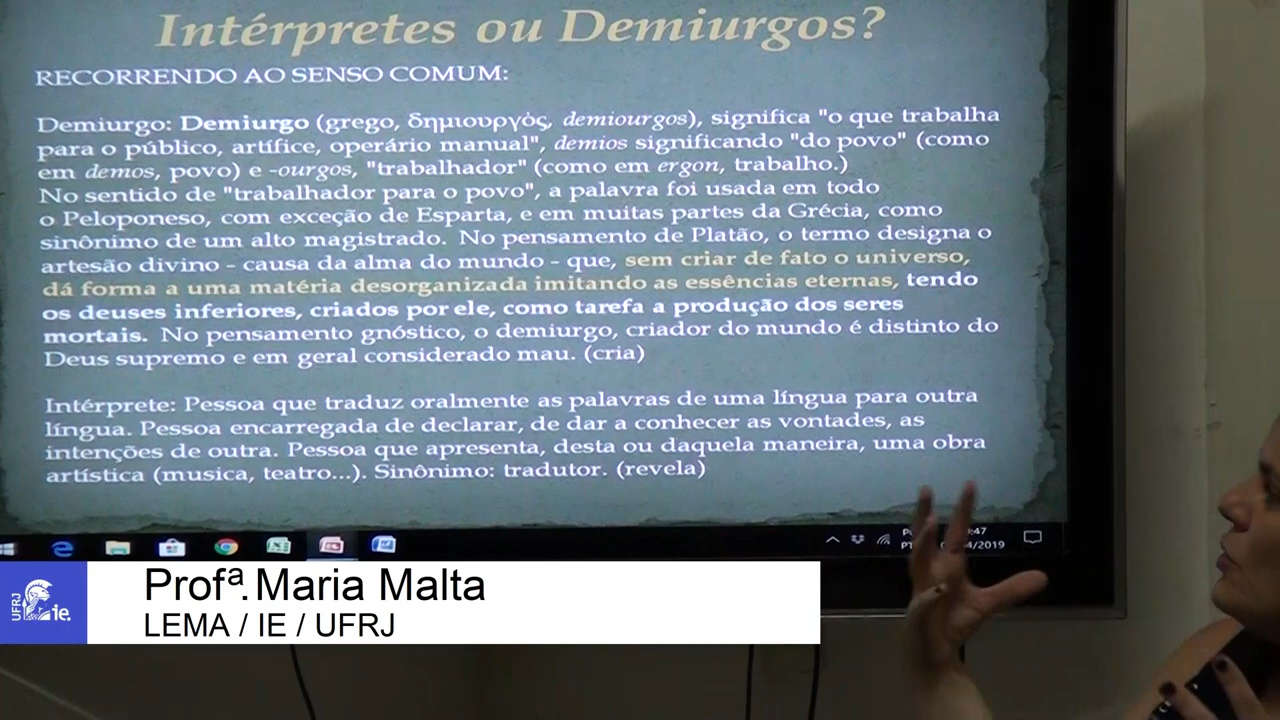 Intérpretes ou Demiurgos?
RECORRENDO AO SENSO COMUM:
Demiurgo: Demiurgo (grego, δημιουργὸς, demiourgos), significa "o que trabalha
para o público, artífice, operário manual", demios significando "do povo" (como
em demos, povo) e -ourgos, "trabalhador" (como em ergon, trabalho.)
No sentido de "trabalhador para o povo", a palavra foi usada em todo
o Peloponeso, com exceção de Esparta, e em muitas partes da Grécia, como
sinônimo de um alto magistrado. No pensamento de Platão, o termo designa o
artesão divino - causa da alma do mundo - que, sem criar de fato o universo,
dá forma a uma matéria desorganizada imitando as essências eternas, tendo
os deuses inferiores, criados por ele, como tarefa a produção dos seres
mortais. No pensamento gnóstico, o demiurgo, criador do mundo é distinto do
Deus supremo e em geral considerado mau. (cria)
Intérprete: Pessoa que traduz oralmente as palavras de uma língua para outra
língua. Pessoa encarregada de declarar, de dar a conhecer as vontades, as
intenções de outra. Pessoa que apresenta, desta ou daquela maneira, uma obra
artística (musica, teatro...). Sinônimo: tradutor. (revela)
:47
/2019
UFRJ
ie.
Profª. Maria Malta
LEMA / IE / UFRJ